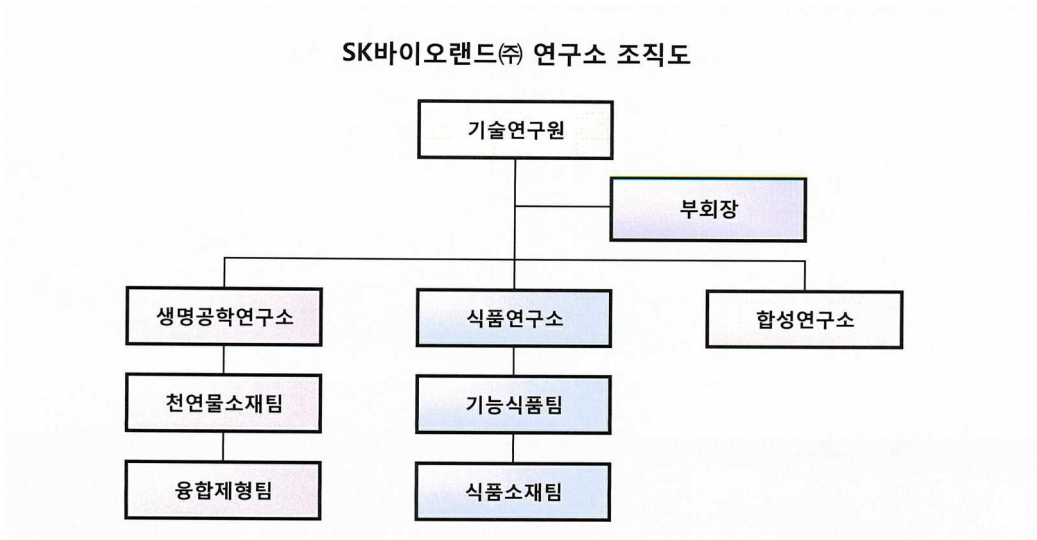 SK바이오랜드㈜ 연구소 조직도
기술연구원
부회장
생명공학연구소
식품연구소
합성연구소
천연물소재팀
기능식품팀
융합제형팀
식품소재팀